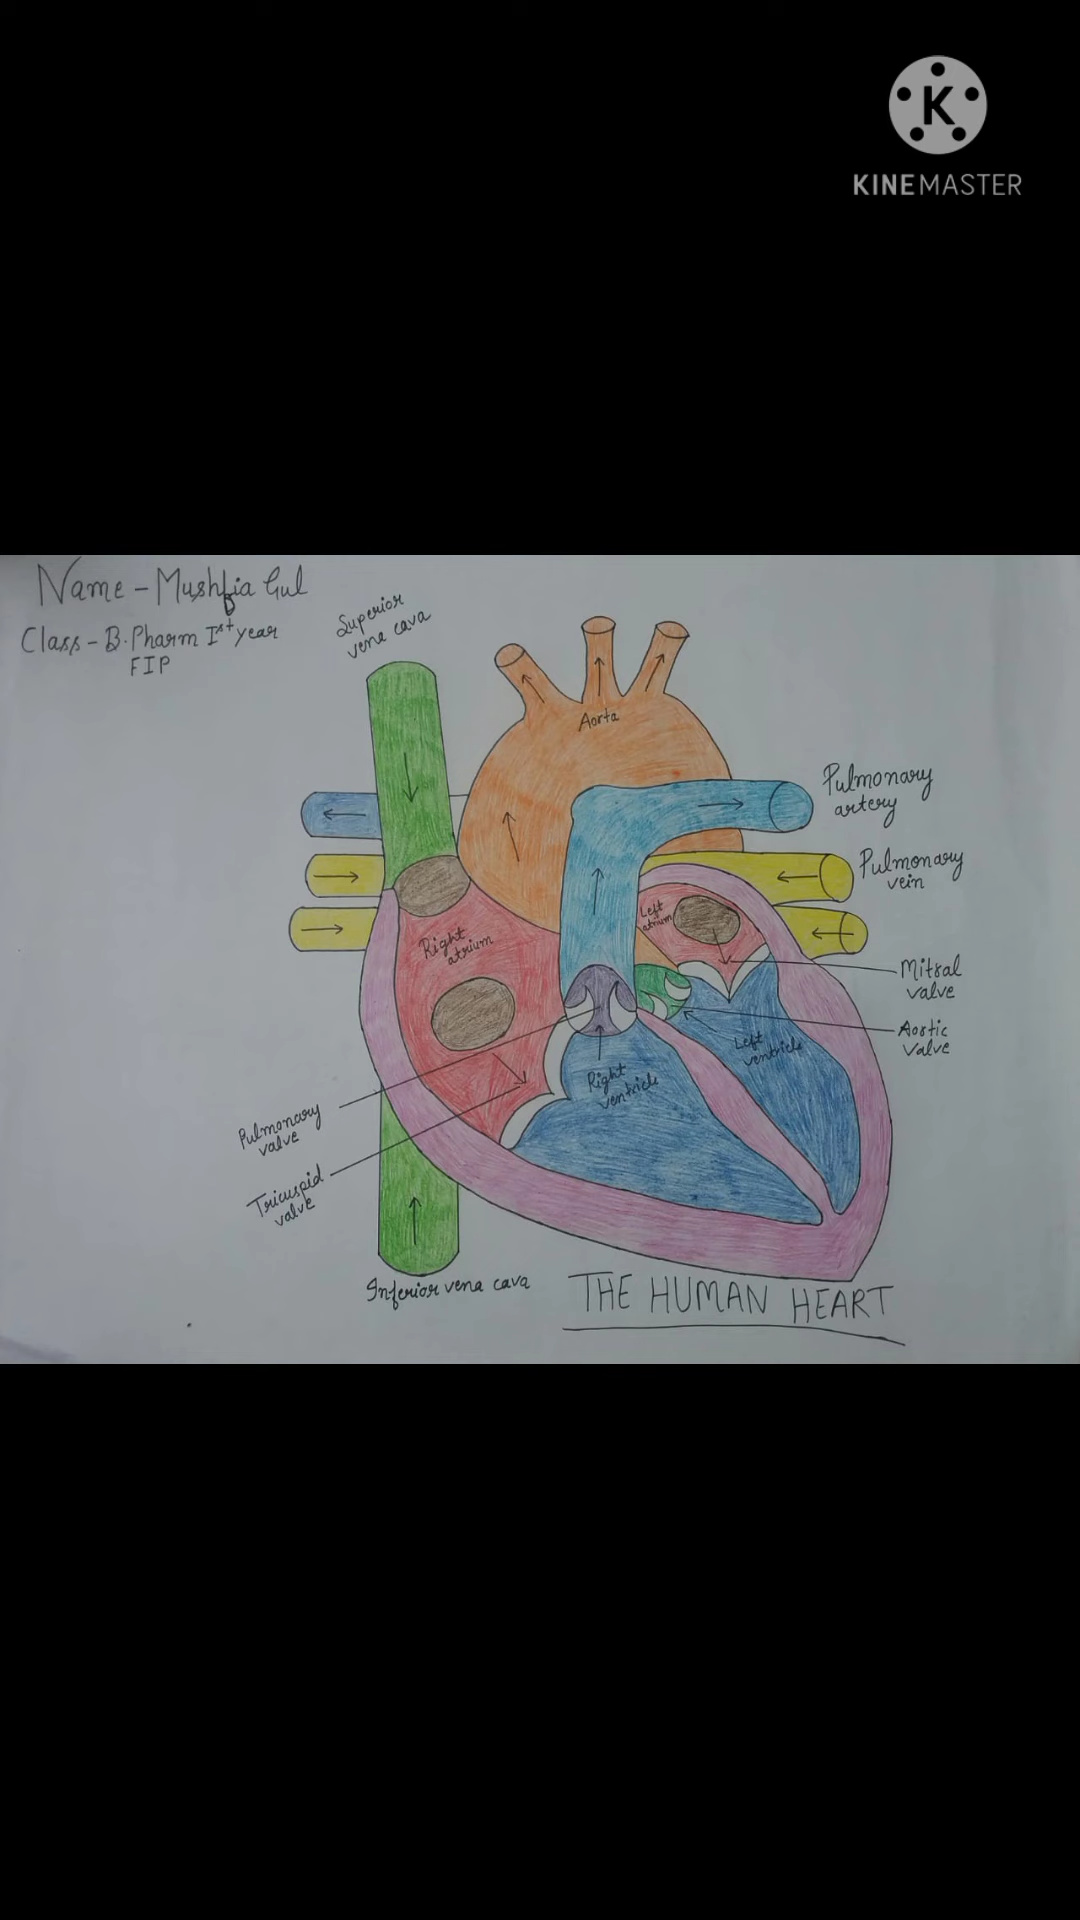 K
KINEMASTER
Name - Mushfia Gul
Class - B. Pharm Ist year
FIP
Superior
vena cava
Aorta
Pulmonary
artery
Pulmonary
vein
Left
atrium
Right
atrium
Mitral
valve
Aortic
valve
Left
ventricle
Right
ventricle
Pulmonary
valve
Tricuspid
valve
Inferior vena cava
THE HUMAN HEART